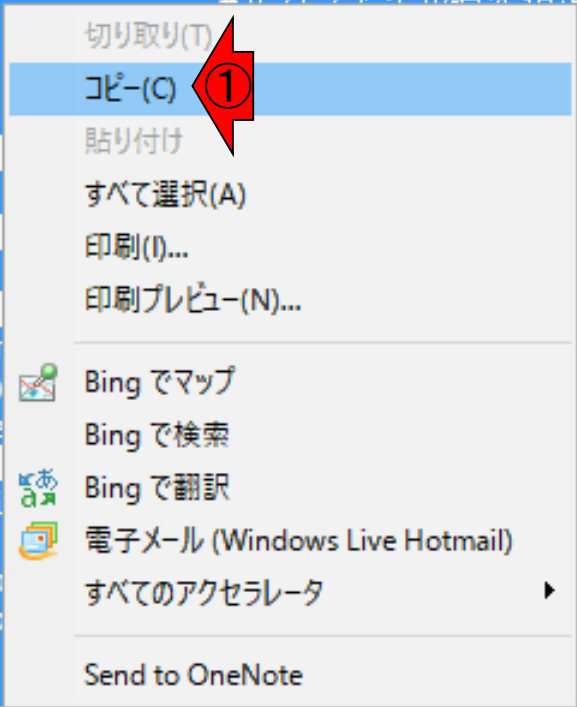 切り取り(T)
コピー(C) ①
貼り付け
すべて選択(A)
印刷(I)...
印刷プレビュー(N)...
Bing でマップ
Bing で検索
Bing で翻訳
電子メール (Windows Live Hotmail)
すべてのアクセラレータ
Send to OneNote